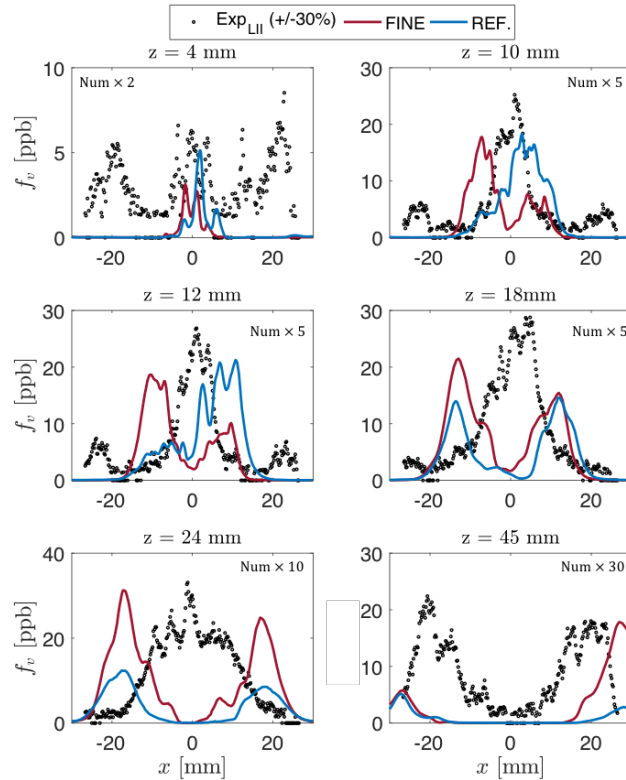 Exp_LII (+/-30%) FINE REF.
z = 4 mm
z = 10 mm
Num × 2
Num × 5
f_v [ppb]
10
5
0
-20 0 20
30
20
10
0
-20 0 20
z = 12 mm
z = 18mm
Num × 5
Num × 5
f_v [ppb]
30
20
10
0
-20 0 20
30
20
10
0
-20 0 20
z = 24 mm
z = 45mm
Num × 10
Num × 30
f_v [ppb]
40
20
0
-20 0 20
x [mm]
30
20
10
0
-20 0 20
x [mm]